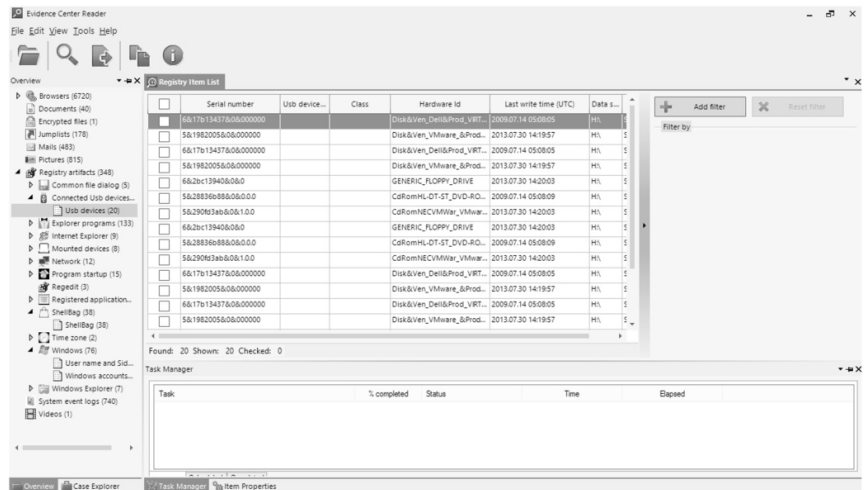 Evidence Center Reader
File Edit View Tools Help
Overview
Browsers (6720)
Documents (40)
Encrypted files (1)
Jumplists (178)
Mails (483)
Pictures (815)
Registry artifacts (348)
Common file dialog (5)
Connected Usb devices...
Usb devices (20)
Explorer programs (133)
Internet Explorer (9)
Mounted devices (8)
Network (12)
Program startup (15)
Regedit (3)
Registered application...
ShellBag (38)
ShellBag (38)
Time zone (2)
Windows (76)
User name and Sid...
Windows accounts...
Windows Explorer (7)
System event logs (740)
Videos (1)
Overview Case Explorer
Registry Item List
Serial number Usb device... Class Hardware Id Last write time (UTC) Data s...
6&17b13437&0&000000 Disk&Ven_Dell&Prod_VIRT... 2009.07.14 05:08:05 H:\
5&1982005&0&000000 Disk&Ven_VMware_&Prod... 2013.07.30 14:19:57 H:\
6&17b13437&0&000000 Disk&Ven_Dell&Prod_VIRT... 2009.07.14 05:08:05 H:\
5&1982005&0&000000 Disk&Ven_VMware_&Prod... 2013.07.30 14:19:57 H:\
6&2bc13940&0&0 GENERIC_FLOPPY_DRIVE 2013.07.30 14:20:03 H:\
5&28836b88&0&0.0.0 CdRomHL-DT-ST_DVD-RO... 2009.07.14 05:08:09 H:\
5&290fd3ab&0&1.0.0 CdRomNECVMWar_VMwar... 2013.07.30 14:20:03 H:\
6&2bc13940&0&0 GENERIC_FLOPPY_DRIVE 2013.07.30 14:20:03 H:\
5&28836b88&0&0.0.0 CdRomHL-DT-ST_DVD-RO... 2009.07.14 05:08:09 H:\
5&290fd3ab&0&1.0.0 CdRomNECVMWar_VMwar... 2013.07.30 14:20:03 H:\
6&17b13437&0&000000 Disk&Ven_Dell&Prod_VIRT... 2009.07.14 05:08:05 H:\
5&1982005&0&000000 Disk&Ven_VMware_&Prod... 2013.07.30 14:19:57 H:\
6&17b13437&0&000000 Disk&Ven_Dell&Prod_VIRT... 2009.07.14 05:08:05 H:\
5&1982005&0&000000 Disk&Ven_VMware_&Prod... 2013.07.30 14:19:57 H:\
Found: 20 Shown: 20 Checked: 0
Add filter Reset filter
Filter by
Task Manager
Task % completed Status Time Elapsed
Task Manager Item Properties